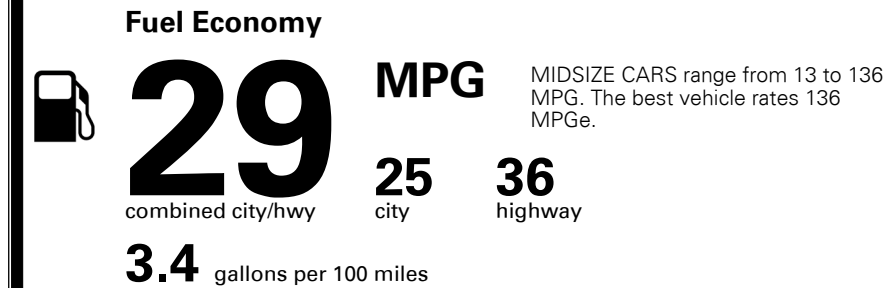 Fuel Economy
29
MPG
MIDSIZE CARS range from 13 to 136
MPG. The best vehicle rates 136
MPGe.
25
city
36
highway
combined city/hwy
3.4 gallons per 100 miles